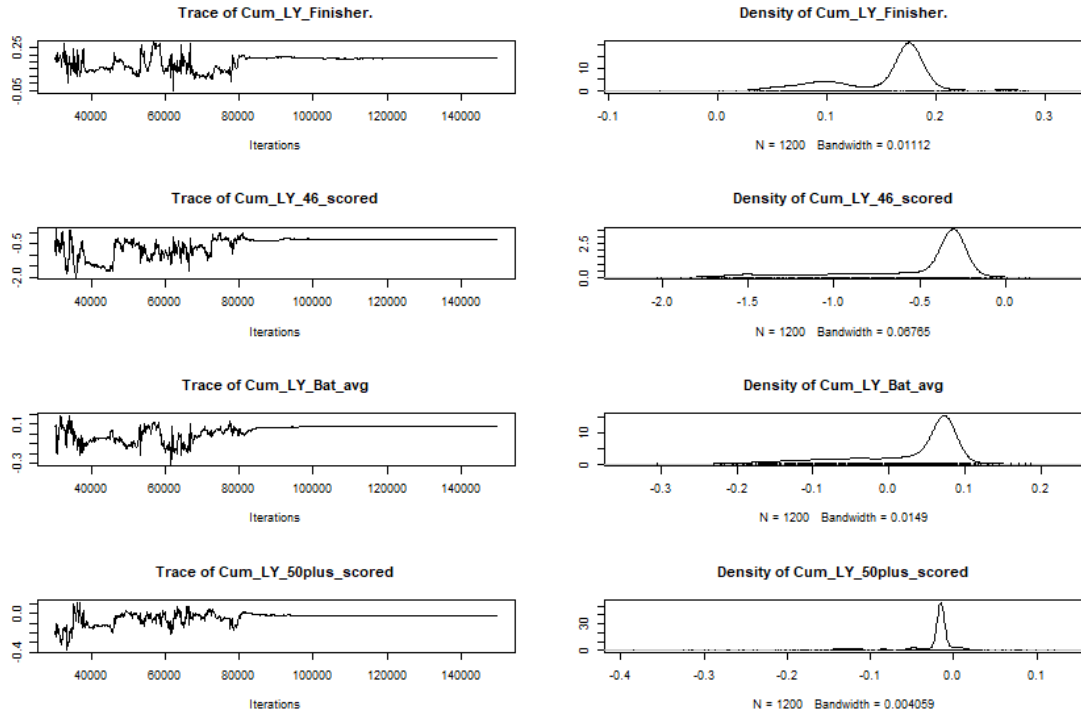 Trace of Cum_LY_Finisher.
0.25
-0.05
40000 60000 80000 100000 120000 140000
Iterations
Density of Cum_LY_Finisher.
10
0
-0.1 0.0 0.1 0.2 0.3
N = 1200 Bandwidth = 0.01112
Trace of Cum_LY_46_scored
-0.5
-2.0
40000 60000 80000 100000 120000 140000
Iterations
Density of Cum_LY_46_scored
2.5
0.0
-2.0 -1.5 -1.0 -0.5 0.0
N = 1200 Bandwidth = 0.06765
Trace of Cum_LY_Bat_avg
0.1
-0.3
40000 60000 80000 100000 120000 140000
Iterations
Density of Cum_LY_Bat_avg
10
0
-0.3 -0.2 -0.1 0.0 0.1 0.2
N = 1200 Bandwidth = 0.0149
Trace of Cum_LY_50plus_scored
0.0
-0.4
40000 60000 80000 100000 120000 140000
Iterations
Density of Cum_LY_50plus_scored
30
0
-0.4 -0.3 -0.2 -0.1 0.0 0.1
N = 1200 Bandwidth = 0.004059